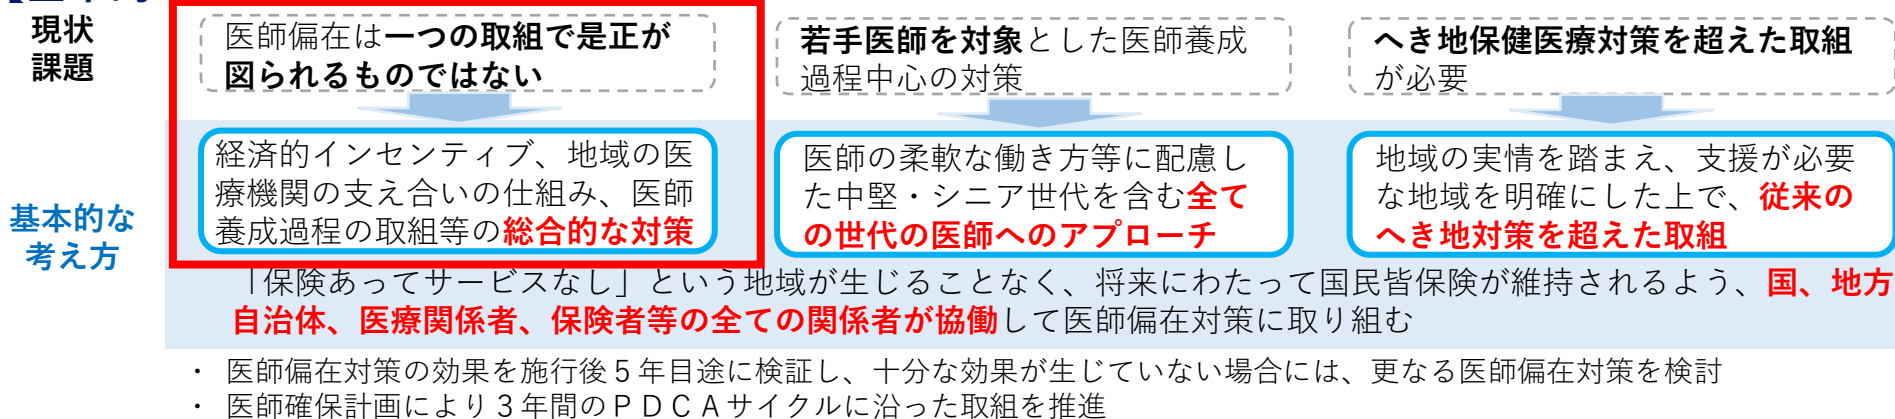 現状
課題
医師偏在は一つの取組で是正が
図られるものではない
若手医師を対象とした医師養成
過程中心の対策
へき地保健医療対策を超えた取組
が必要
基本的な
考え方
経済的インセンティブ、地域の医
療機関の支え合いの仕組み、医師
養成過程の取組等の総合的な対策
医師の柔軟な働き方等に配慮し
た中堅・シニア世代を含む全て
の世代の医師へのアプローチ
地域の実情を踏まえ、支援が必要
な地域を明確にした上で、従来の
へき地対策を超えた取組
「保険あってサービスなし」という地域が生じることなく、将来にわたって国民皆保険が維持されるよう、国、地方
自治体、医療関係者、保険者等の全ての関係者が協働して医師偏在対策に取り組む
・ 医師偏在対策の効果を施行後５年目途に検証し、十分な効果が生じていない場合には、更なる医師偏在対策を検討
・ 医師確保計画により３年間のＰＤＣＡサイクルに沿った取組を推進